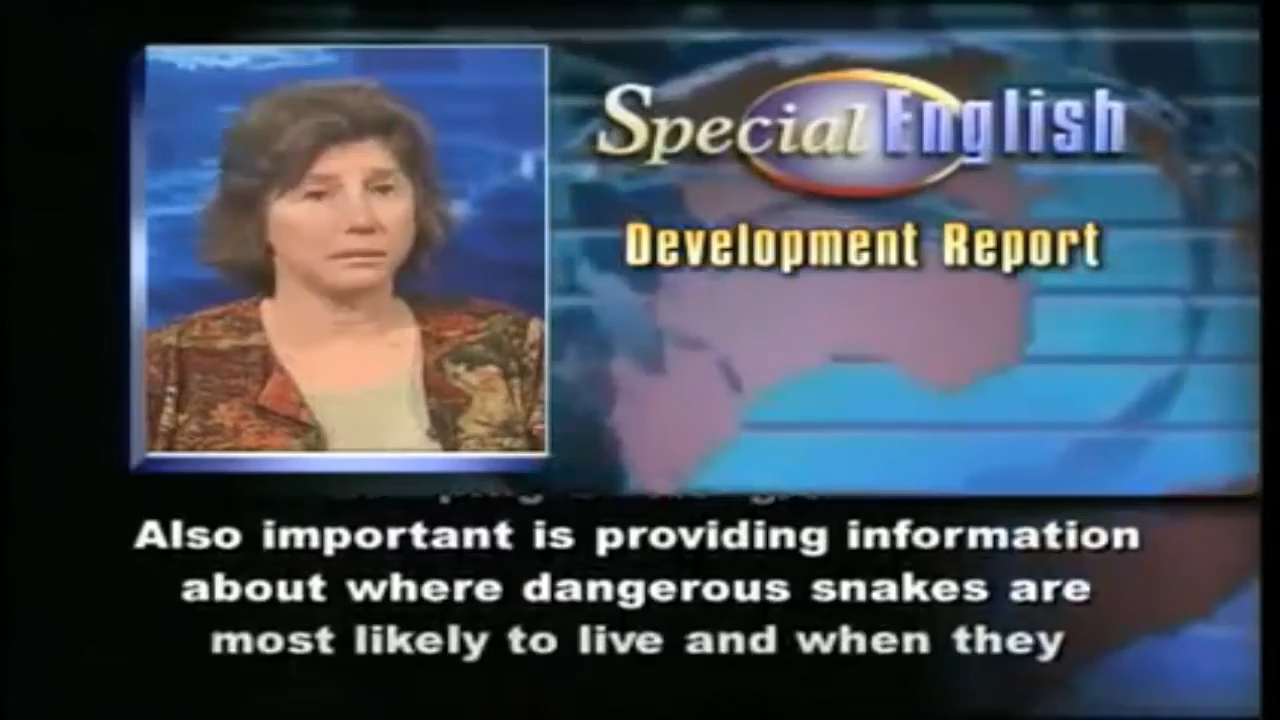 Special English
Development Report
Also important is providing information
about where dangerous snakes are
most likely to live and when they